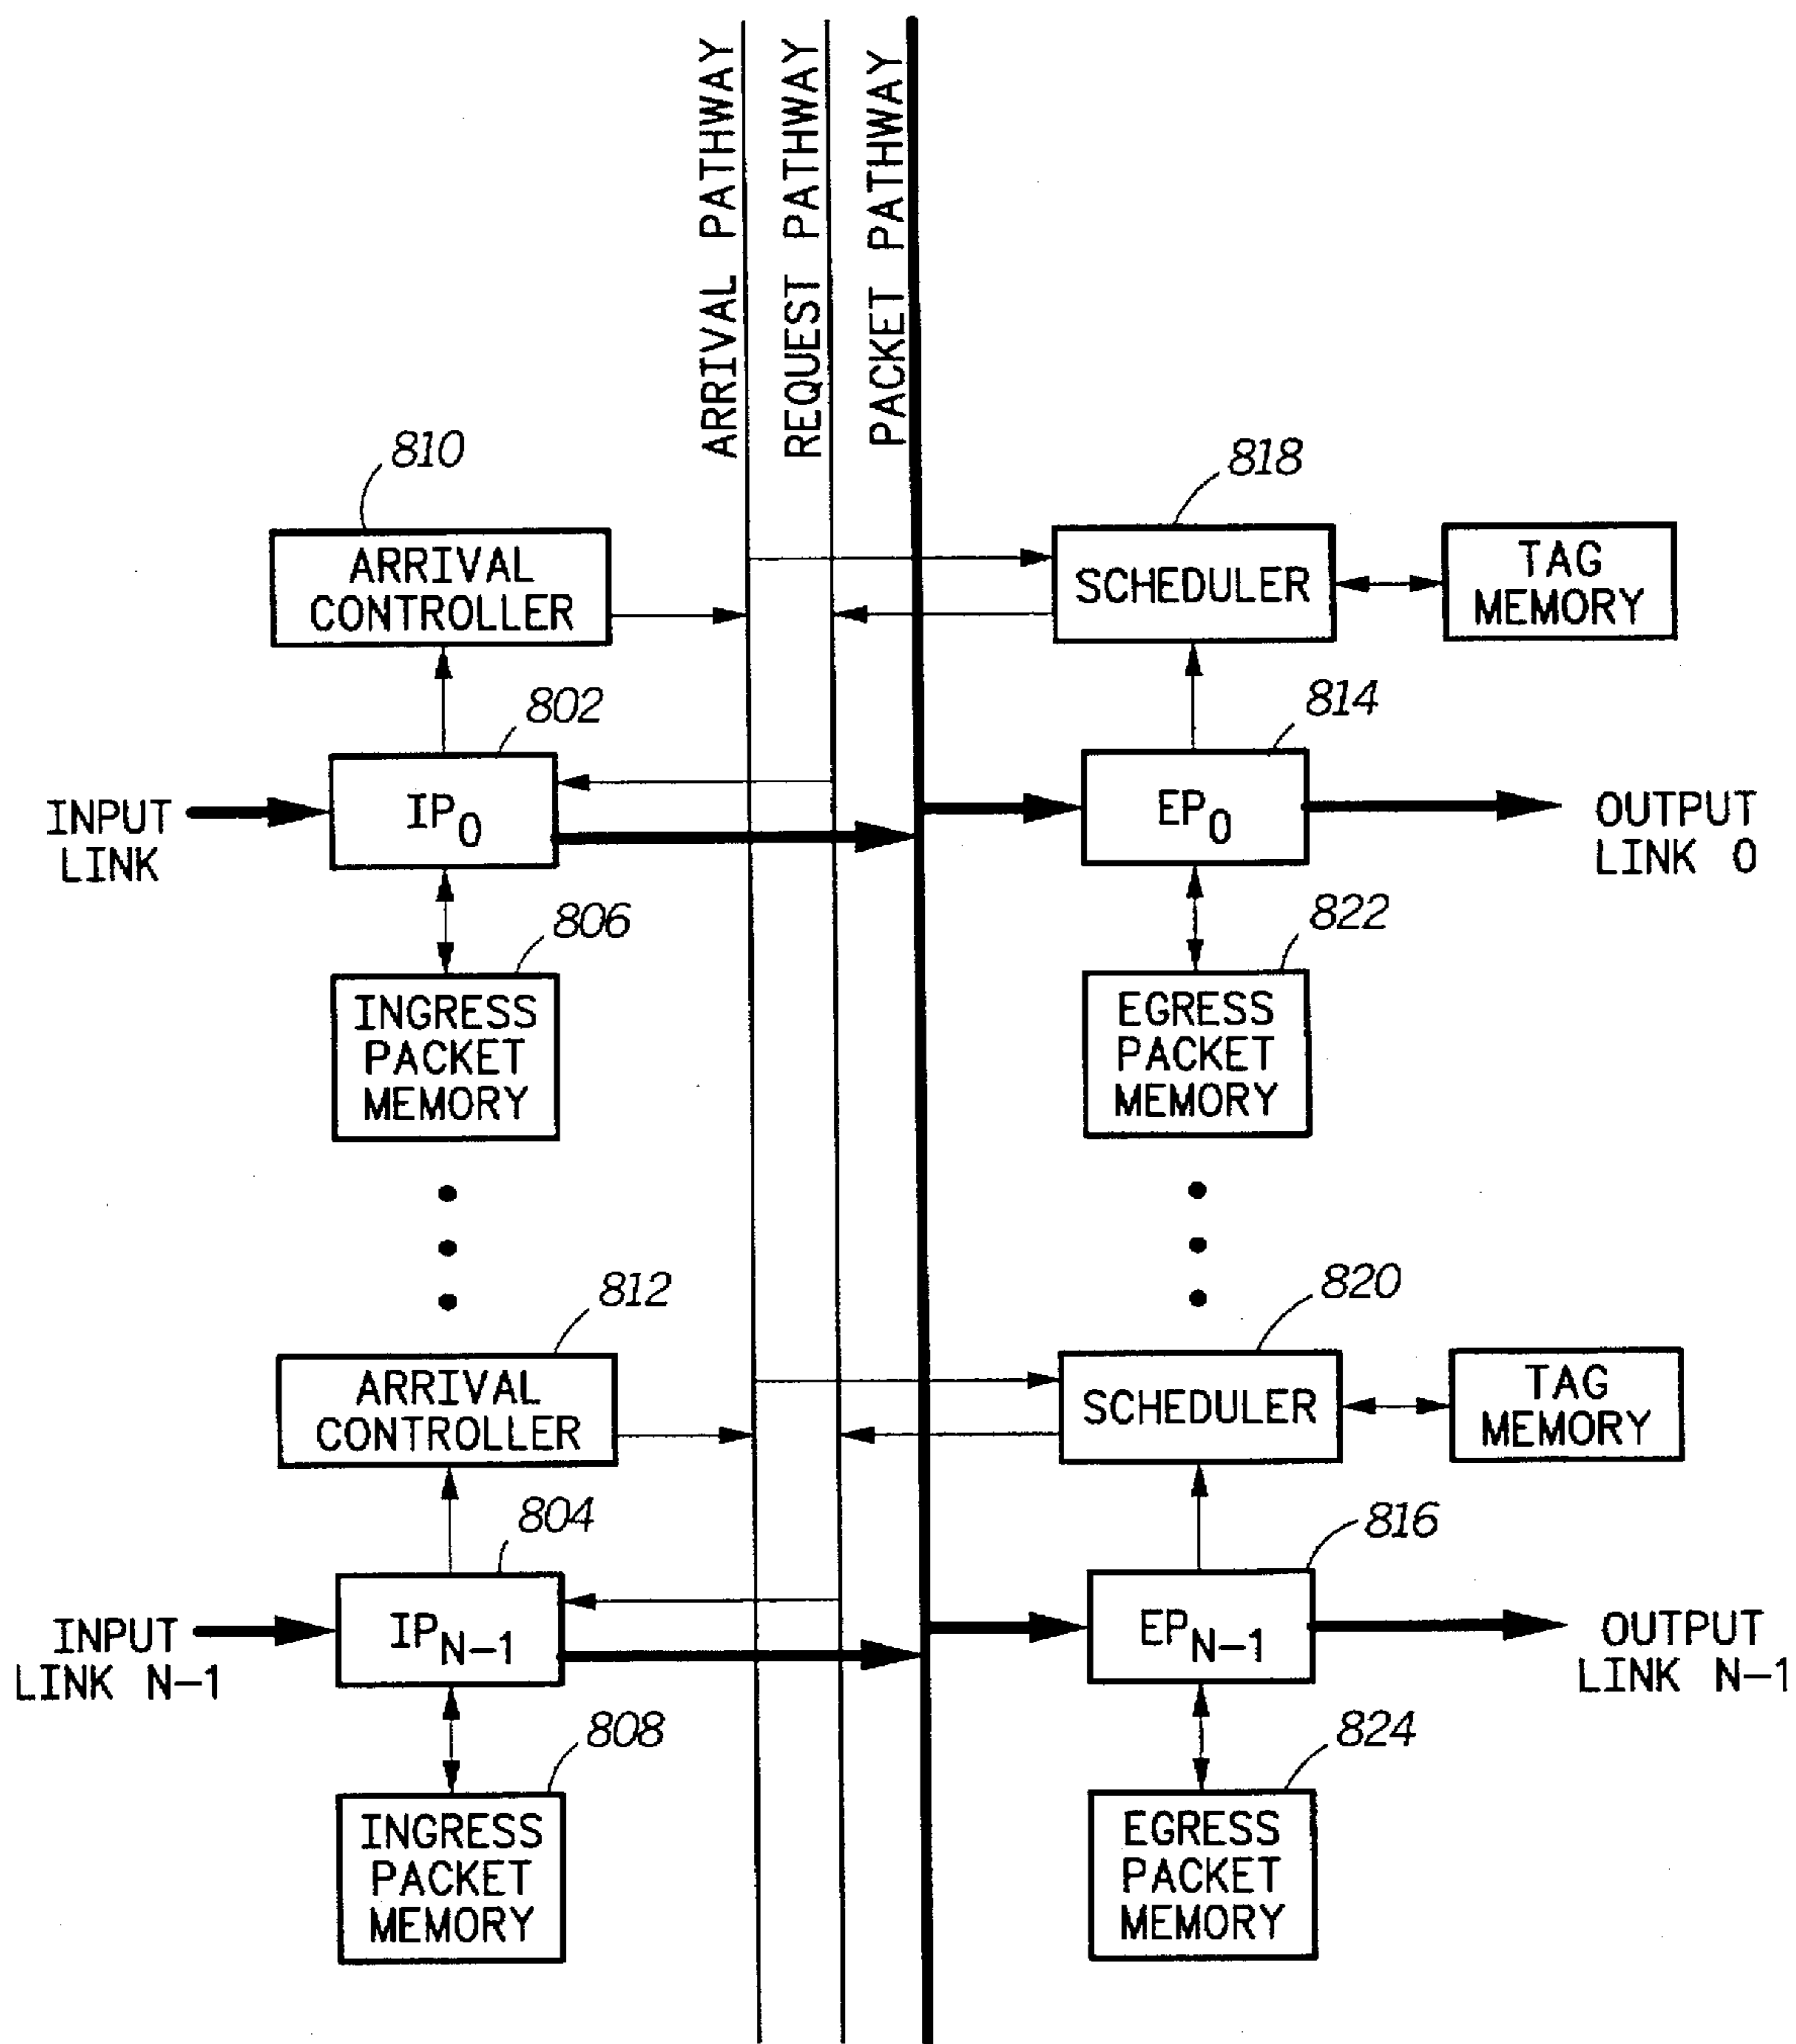 ARRIVAL PATHWAY
REQUEST PATHWAY
PACKET PATHWAY
810
ARRIVAL
CONTROLLER
818
SCHEDULER
TAG
MEMORY
802
IP0
INPUT
LINK
814
EP0
OUTPUT
LINK 0
806
INGRESS
PACKET
MEMORY
822
EGRESS
PACKET
MEMORY
812
ARRIVAL
CONTROLLER
820
SCHEDULER
TAG
MEMORY
804
IPN-1
INPUT
LINK N-1
816
EPN-1
OUTPUT
LINK N-1
808
INGRESS
PACKET
MEMORY
824
EGRESS
PACKET
MEMORY